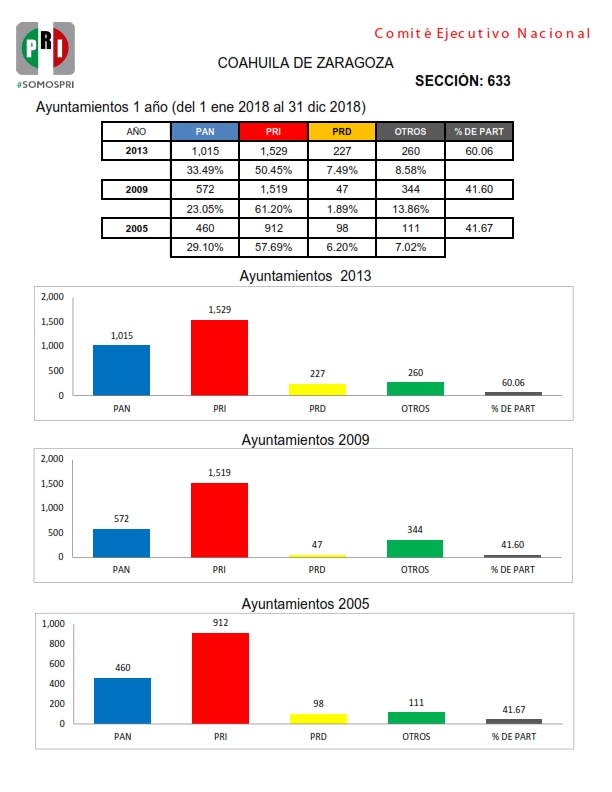 Comité Ejecutivo Nacional
PRI
#SOMOSPRI
COAHUILA DE ZARAGOZA
SECCIÓN: 633
Ayuntamientos 1 año (del 1 ene 2018 al 31 dic 2018)
AÑO PAN PRI PRD OTROS % DE PART
2013 1,015 1,529 227 260 60.06
33.49% 50.45% 7.49% 8.58%
2009 572 1,519 47 344 41.60
23.05% 61.20% 1.89% 13.86%
2005 460 912 98 111 41.67
29.10% 57.69% 6.20% 7.02%
Ayuntamientos 2013
2,000
1,500
1,000
500
0
1,015
1,529
227
260
60.06
PAN PRI PRD OTROS % DE PART
Ayuntamientos 2009
2,000
1,500
1,000
500
0
572
1,519
47
344
41.60
PAN PRI PRD OTROS % DE PART
Ayuntamientos 2005
1,000
800
600
400
200
0
460
912
98
111
41.67
PAN PRI PRD OTROS % DE PART